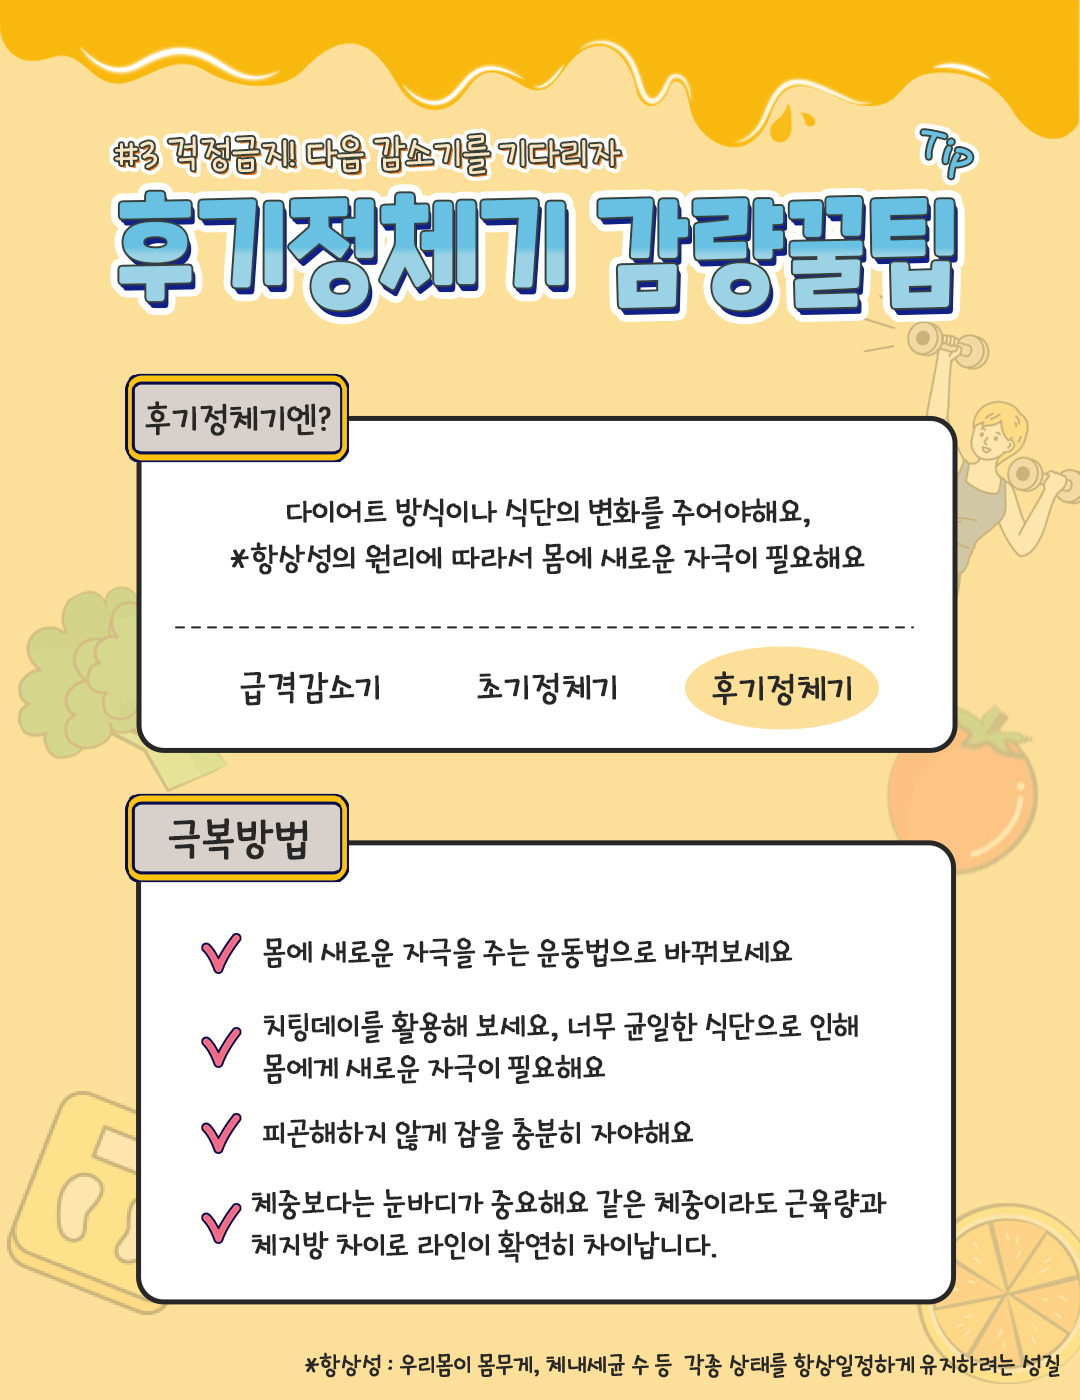 #3 걱정금지! 다음 감소기를 기다리자
Tip
후기정체기 감량꿀팁
후기정체기엔?
다이어트 방식이나 식단의 변화를 주어야해요,
*항상성의 원리에 따라서 몸에 새로운 자극이 필요해요
급격감소기 초기정체기 후기정체기
극복방법
몸에 새로운 자극을 주는 운동법으로 바꿔보세요
치팅데이를 활용해 보세요, 너무 균일한 식단으로 인해
몸에게 새로운 자극이 필요해요
피곤해하지 않게 잠을 충분히 자야해요
체중보다는 눈바디가 중요해요 같은 체중이라도 근육량과
체지방 차이로 라인이 확연히 차이납니다.
*항상성 : 우리몸이 몸무게, 체내세균 수 등 각종 상태를 항상일정하게 유지하려는 성질